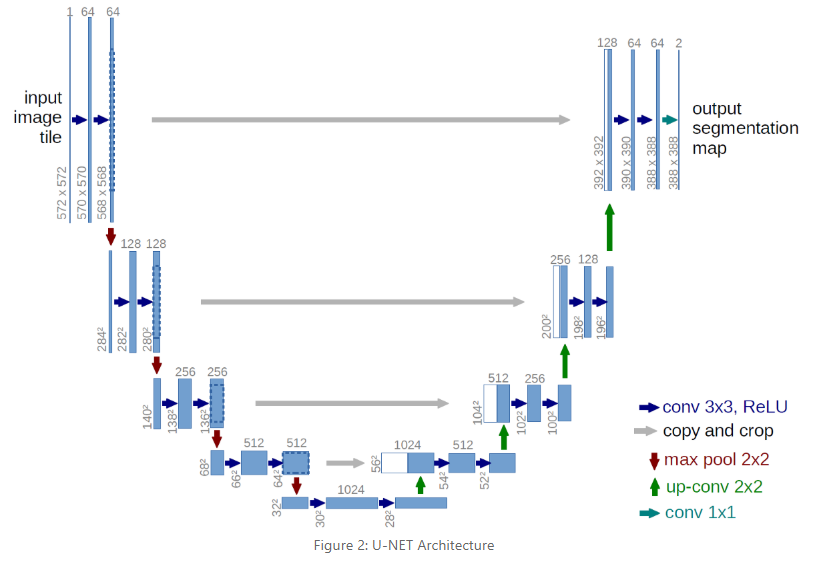 1 64 64
input
image
tile
572 x 572
570 x 570
568 x 568
128 64 64 2
output
segmentation
map
392 x 392
390 x 390
388 x 388
388 x 388
128 128
284²
282²
280²
256 128
200²
198²
196²
256 256
140²
138²
136²
512 256
104²
102²
100²
512 512
68²
66²
64²
1024 512
56²
54²
52²
1024
32²
30²
28²
conv 3x3, ReLU
copy and crop
max pool 2x2
up-conv 2x2
conv 1x1
Figure 2: U-NET Architecture